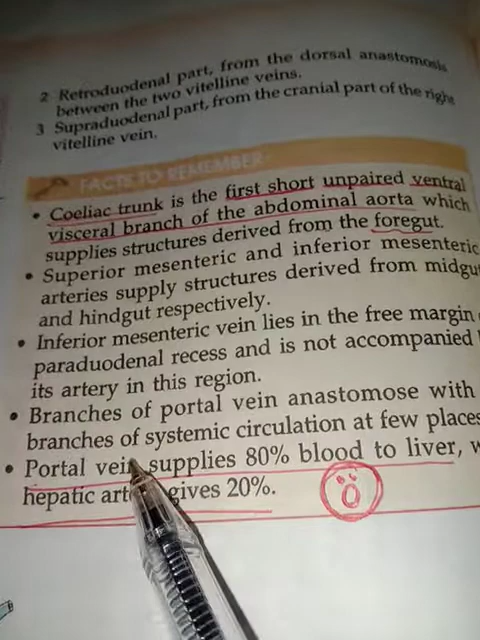 2 Retroduodenal part, from the dorsal anastomosis
between the two vitelline veins.
3 Supraduodenal part, from the cranial part of the right
vitelline vein.
FACTS TO REMEMBER
• Coeliac trunk is the first short unpaired ventral
visceral branch of the abdominal aorta which
supplies structures derived from the foregut.
• Superior mesenteric and inferior mesenteric
arteries supply structures derived from midgu
and hindgut respectively.
• Inferior mesenteric vein lies in the free margin
paraduodenal recess and is not accompanied
its artery in this region.
• Branches of portal vein anastomose with
branches of systemic circulation at few places
• Portal vein supplies 80% blood to liver, w
hepatic art gives 20%.